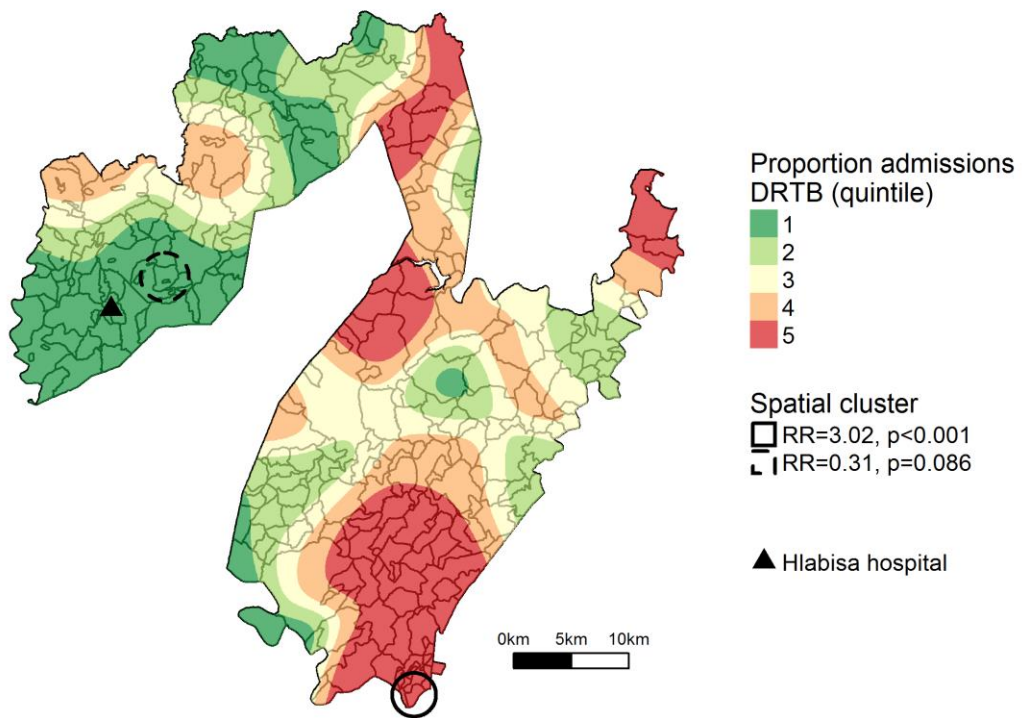 Proportion admissions
DRTB (quintile)
1
2
3
4
5
Spatial cluster
RR=3.02, p<0.001
RR=0.31, p=0.086
Hlabisa hospital
0km 5km 10km